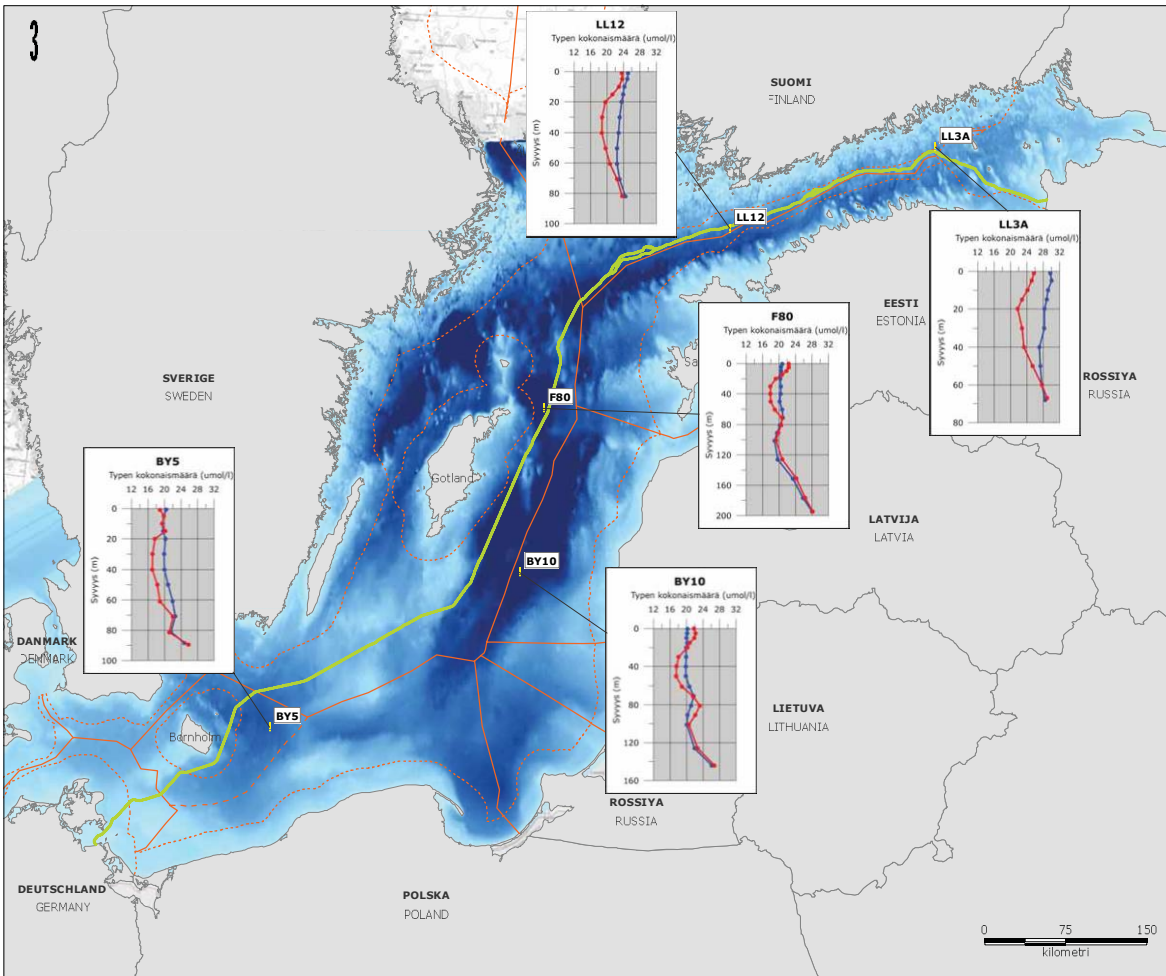 3
LL12
Typen kokonaismäärä (umol/l)
12 16 20 24 28 32
Syvyys (m)
0
20
40
60
80
100
SUOMI
FINLAND
LL3A
LL12
LL3A
Typen kokonaismäärä (umol/l)
12 16 20 24 28 32
Syvyys (m)
0
20
40
60
80
EESTI
ESTONIA
F80
Typen kokonaismäärä (umol/l)
12 16 20 24 28 32
Syvyys (m)
0
40
80
120
160
200
ROSSIYA
RUSSIA
SVERIGE
SWEDEN
F80
Gotland
BY5
Typen kokonaismäärä (umol/l)
12 16 20 24 28 32
Syvyys (m)
0
20
40
60
80
100
LATVIJA
LATVIA
BY10
BY10
Typen kokonaismäärä (umol/l)
12 16 20 24 28 32
Syvyys (m)
0
40
80
120
160
DANMARK
DENMARK
BY5
Bornholm
LIETUVA
LITHUANIA
ROSSIYA
RUSSIA
DEUTSCHLAND
GERMANY
POLSKA
POLAND
0 75 150
kilometri